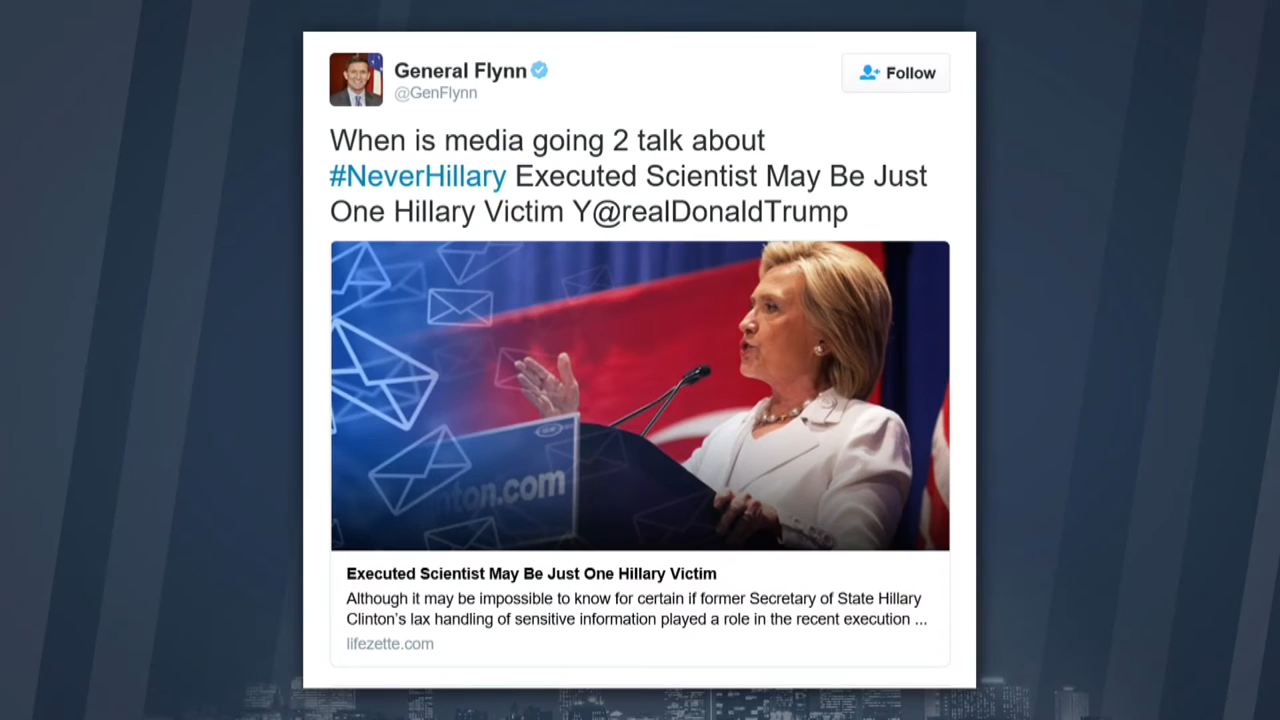 General Flynn
@GenFlynn
Follow
When is media going 2 talk about
#NeverHillary Executed Scientist May Be Just
One Hillary Victim Y@realDonaldTrump
nton.com
Executed Scientist May Be Just One Hillary Victim
Although it may be impossible to know for certain if former Secretary of State Hillary
Clinton's lax handling of sensitive information played a role in the recent execution ...
lifezette.com